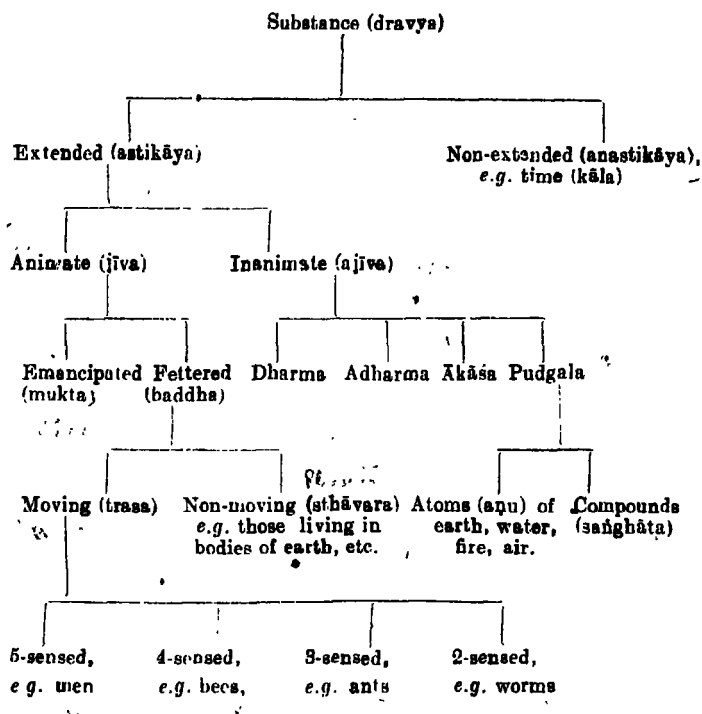 Substance (dravya)
Extended (astikāya)
Non-extended (anastikāya),
e.g. time (kāla)
Animate (jīva)
Inanimate (ajīva)
Emancipated Fettered Dharma Adharma Ākāśa Pudgala
(mukta) (baddha)
Moving (trasa)
Non-moving (sthāvara)
e.g. those living in
bodies of earth, etc.
Atoms (aṇu) of
earth, water,
fire, air.
Compounds
(saṅghāta)
5-sensed,
e g. men
4-sensed,
e.g. bees,
3-sensed,
e.g. ants
2-sensed,
e.g. worms